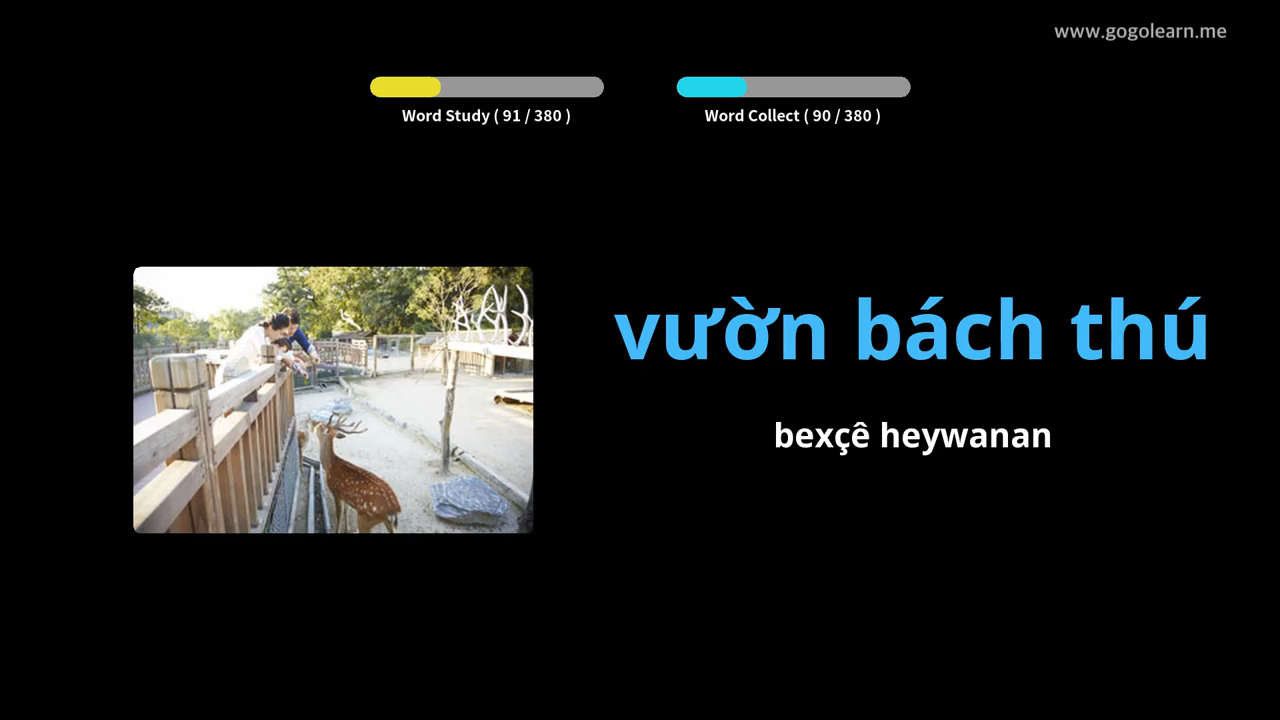 www.gogolearn.me
Word Study ( 91 / 380 )
Word Collect ( 90 / 380 )
vườn bách thú
bexçê heywanan